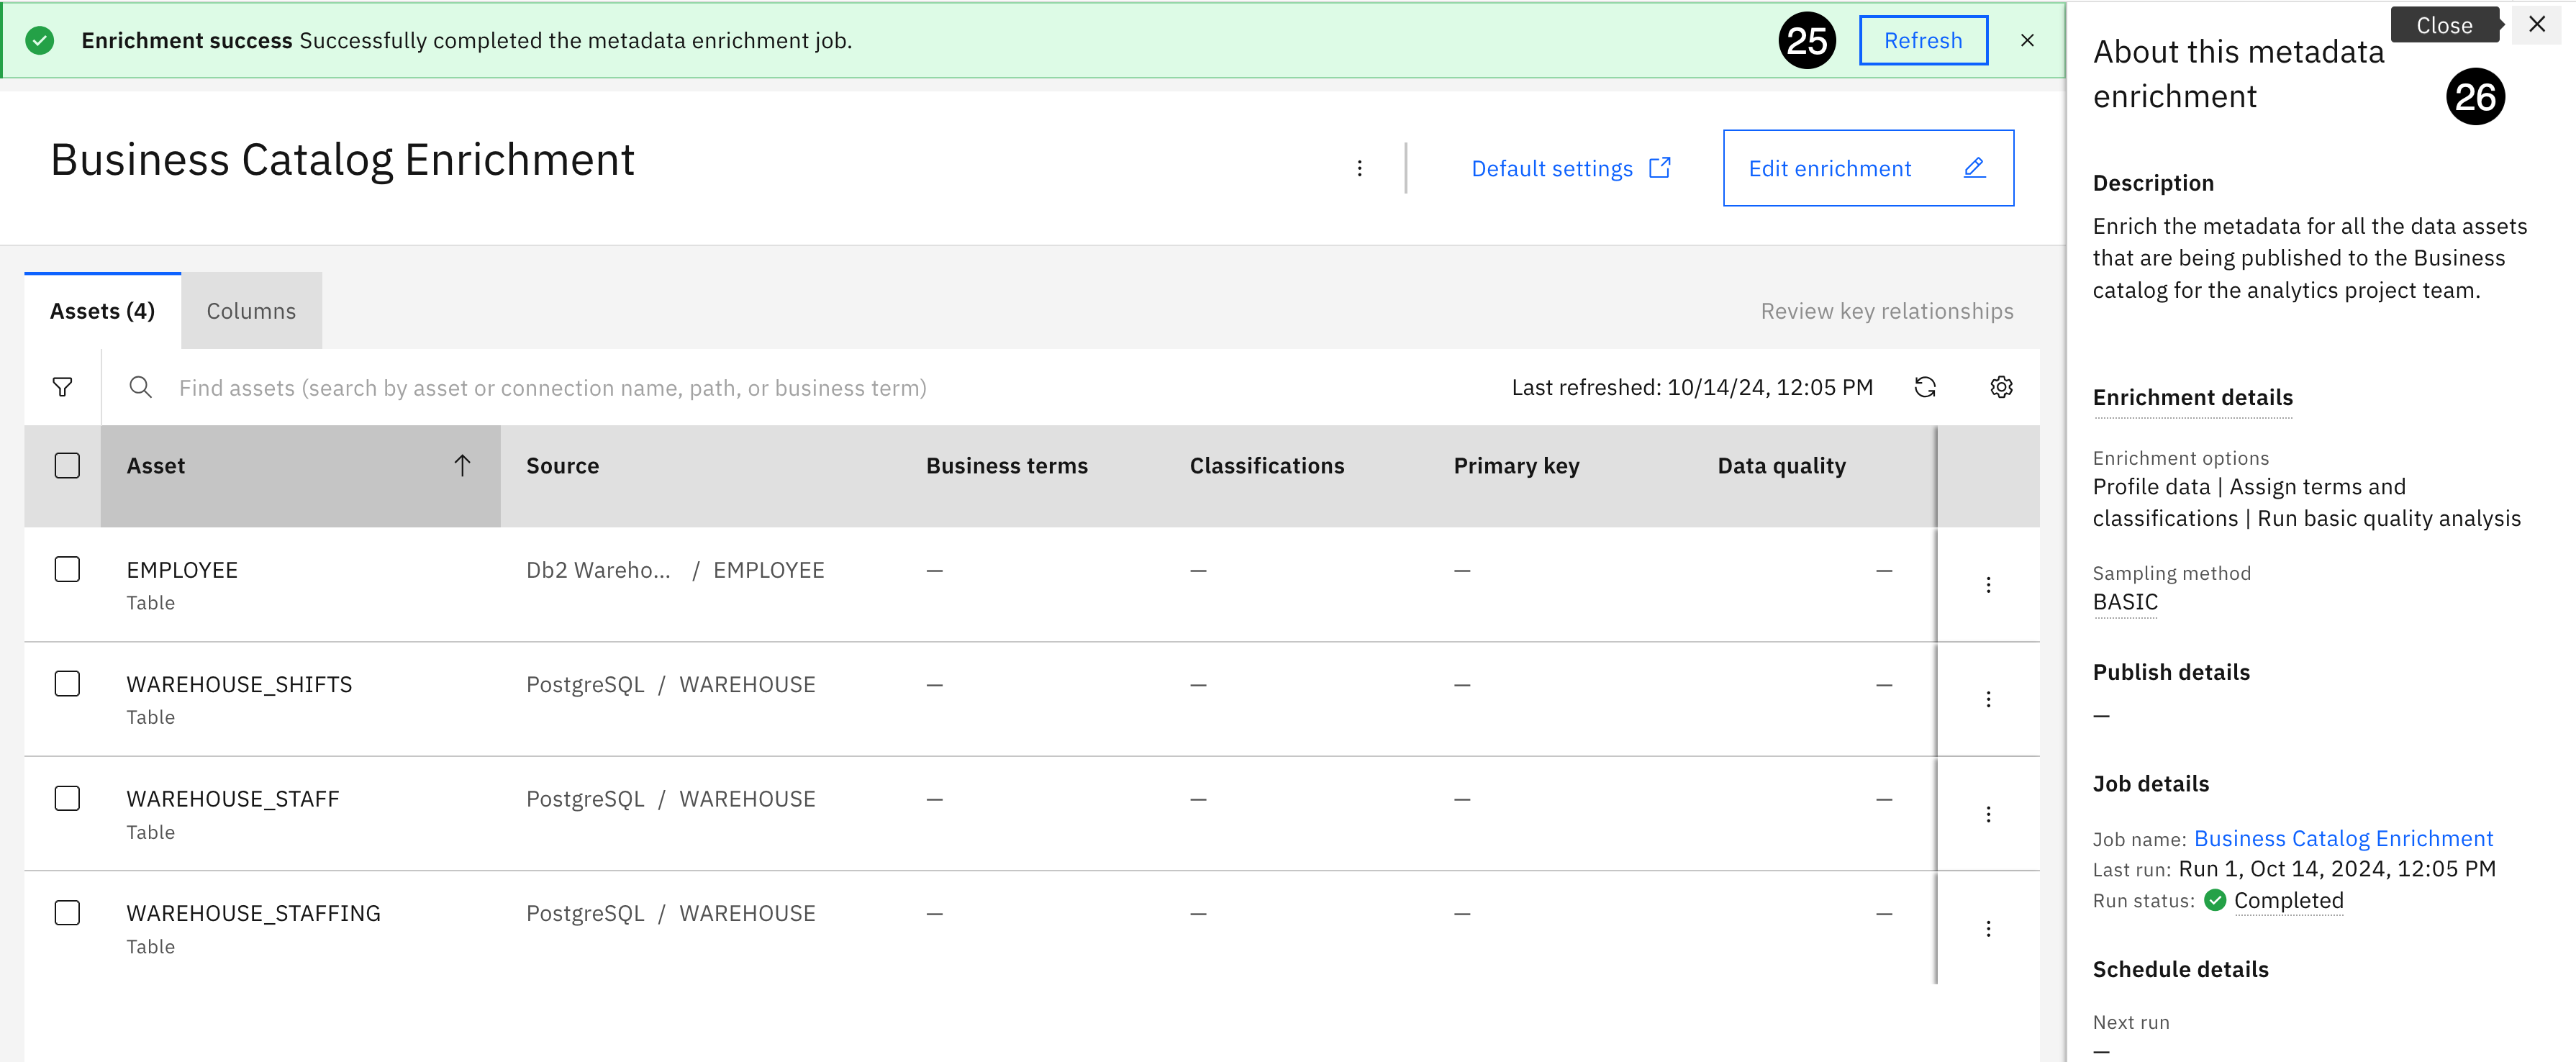 Enrichment success Successfully completed the metadata enrichment job.
25
Refresh
Business Catalog Enrichment
Default settings
Edit enrichment
Assets (4)
Columns
Review key relationships
Find assets (search by asset or connection name, path, or business term)
Last refreshed: 10/14/24, 12:05 PM
Asset Source Business terms Classifications Primary key Data quality
EMPLOYEE Db2 Wareho... / EMPLOYEE — — — —
Table
WAREHOUSE_SHIFTS PostgreSQL / WAREHOUSE — — — —
Table
WAREHOUSE_STAFF PostgreSQL / WAREHOUSE — — — —
Table
WAREHOUSE_STAFFING PostgreSQL / WAREHOUSE — — — —
Table
Close
About this metadata
enrichment
26
Description
Enrich the metadata for all the data assets
that are being published to the Business
catalog for the analytics project team.
Enrichment details
Enrichment options
Profile data | Assign terms and
classifications | Run basic quality analysis
Sampling method
BASIC
Publish details
—
Job details
Job name: Business Catalog Enrichment
Last run: Run 1, Oct 14, 2024, 12:05 PM
Run status: Completed
Schedule details
Next run
—